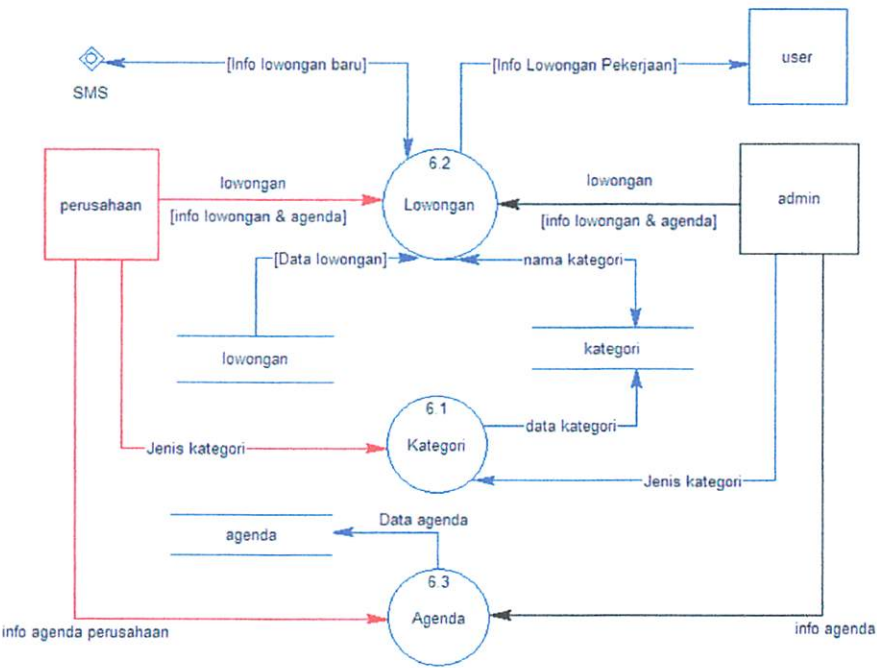 [Info lowongan baru]
[Info Lowongan Pekerjaan]
user
SMS
6.2
Lowongan
perusahaan
lowongan
[info lowongan & agenda]
lowongan
[info lowongan & agenda]
admin
[Data lowongan]
nama kategori
lowongan
kategori
6.1
Kategori
data kategori
Jenis kategori
Jenis kategori
Data agenda
agenda
6.3
Agenda
info agenda perusahaan
info agenda